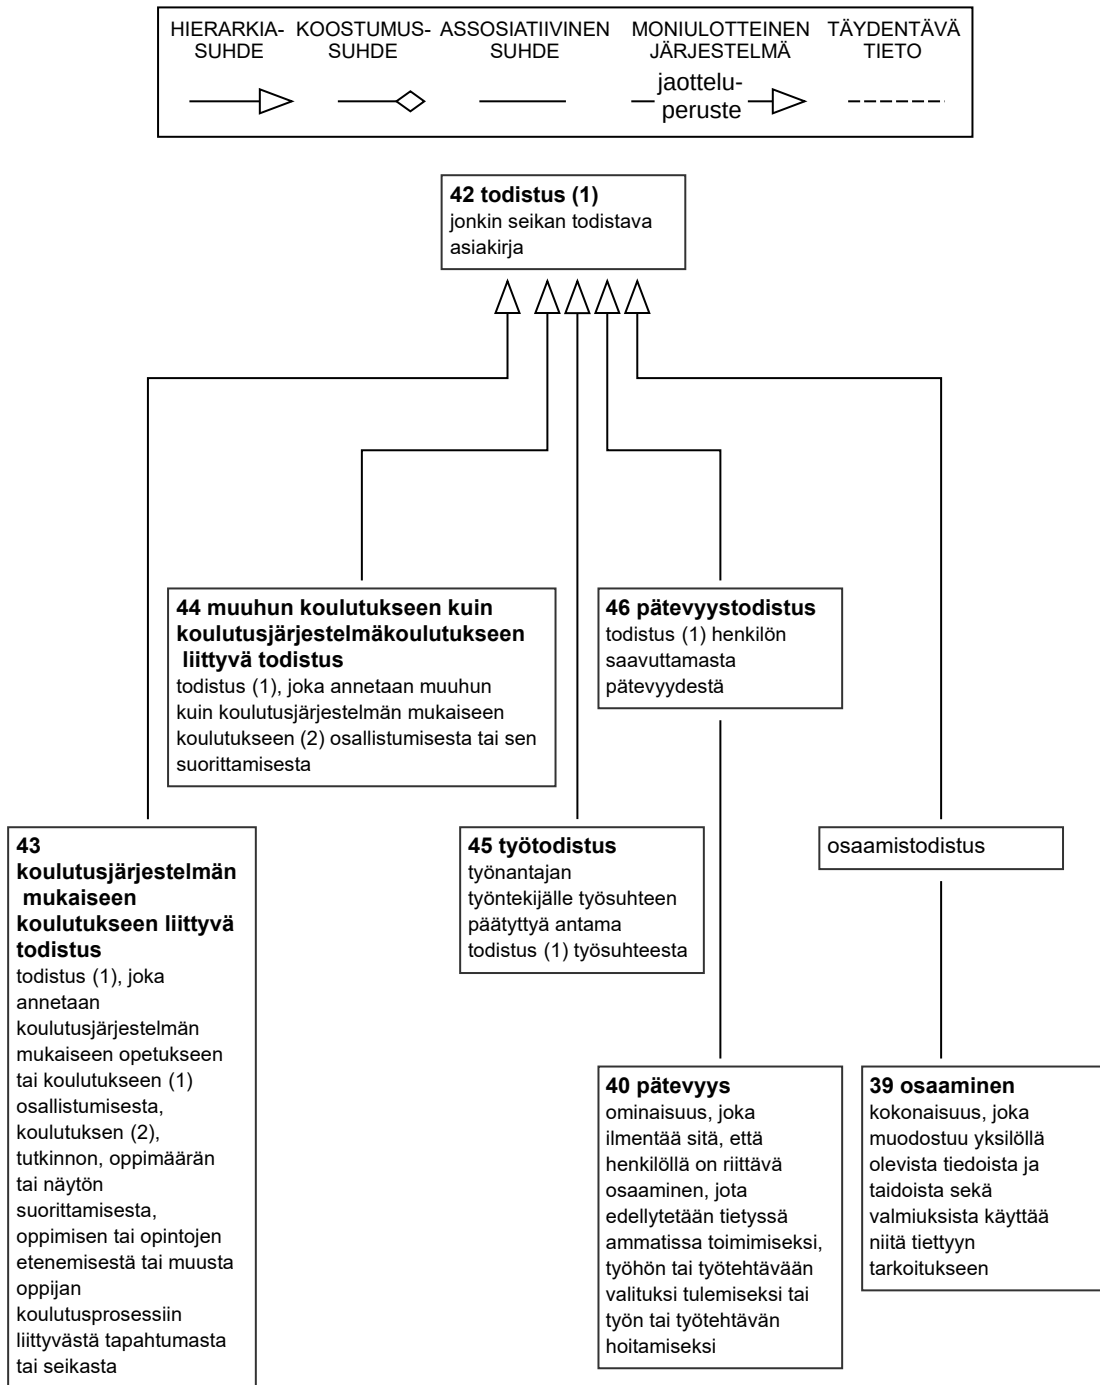 HIERARKIA-
SUHDE
KOOSTUMUS-
SUHDE
ASSOSIATIIVINEN
SUHDE
MONIULOTTEINEN
JÄRJESTELMÄ
TÄYDENTÄVÄ
TIETO
jaottelu-
peruste
42 todistus (1)
jonkin seikan todistava
asiakirja
44 muuhun koulutukseen kuin
koulutusjärjestelmäkoulutukseen
liittyvä todistus
todistus (1), joka annetaan muuhun
kuin koulutusjärjestelmän mukaiseen
koulutukseen (2) osallistumisesta tai sen
suorittamisesta
46 pätevyystodistus
todistus (1) henkilön
saavuttamasta
pätevyydestä
43
koulutusjärjestelmän
mukaiseen
koulutukseen liittyvä
todistus
todistus (1), joka
annetaan
koulutusjärjestelmän
mukaiseen opetukseen
tai koulutukseen (1)
osallistumisesta,
koulutuksen (2),
tutkinnon, oppimäärän
tai näytön
suorittamisesta,
oppimisen tai opintojen
etenemisestä tai muusta
oppijan
koulutusprosessiin
liittyvästä tapahtumasta
tai seikasta
45 työtodistus
työnantajan
työntekijälle työsuhteen
päätyttyä antama
todistus (1) työsuhteesta
osaamistodistus
40 pätevyys
ominaisuus, joka
ilmentää sitä, että
henkilöllä on riittävä
osaaminen, jota
edellytetään tietyssä
ammatissa toimimiseksi,
työhön tai työtehtävään
valituksi tulemiseksi tai
työn tai työtehtävän
hoitamiseksi
39 osaaminen
kokonaisuus, joka
muodostuu yksilöllä
olevista tiedoista ja
taidoista sekä
valmiuksista käyttää
niitä tiettyyn
tarkoitukseen